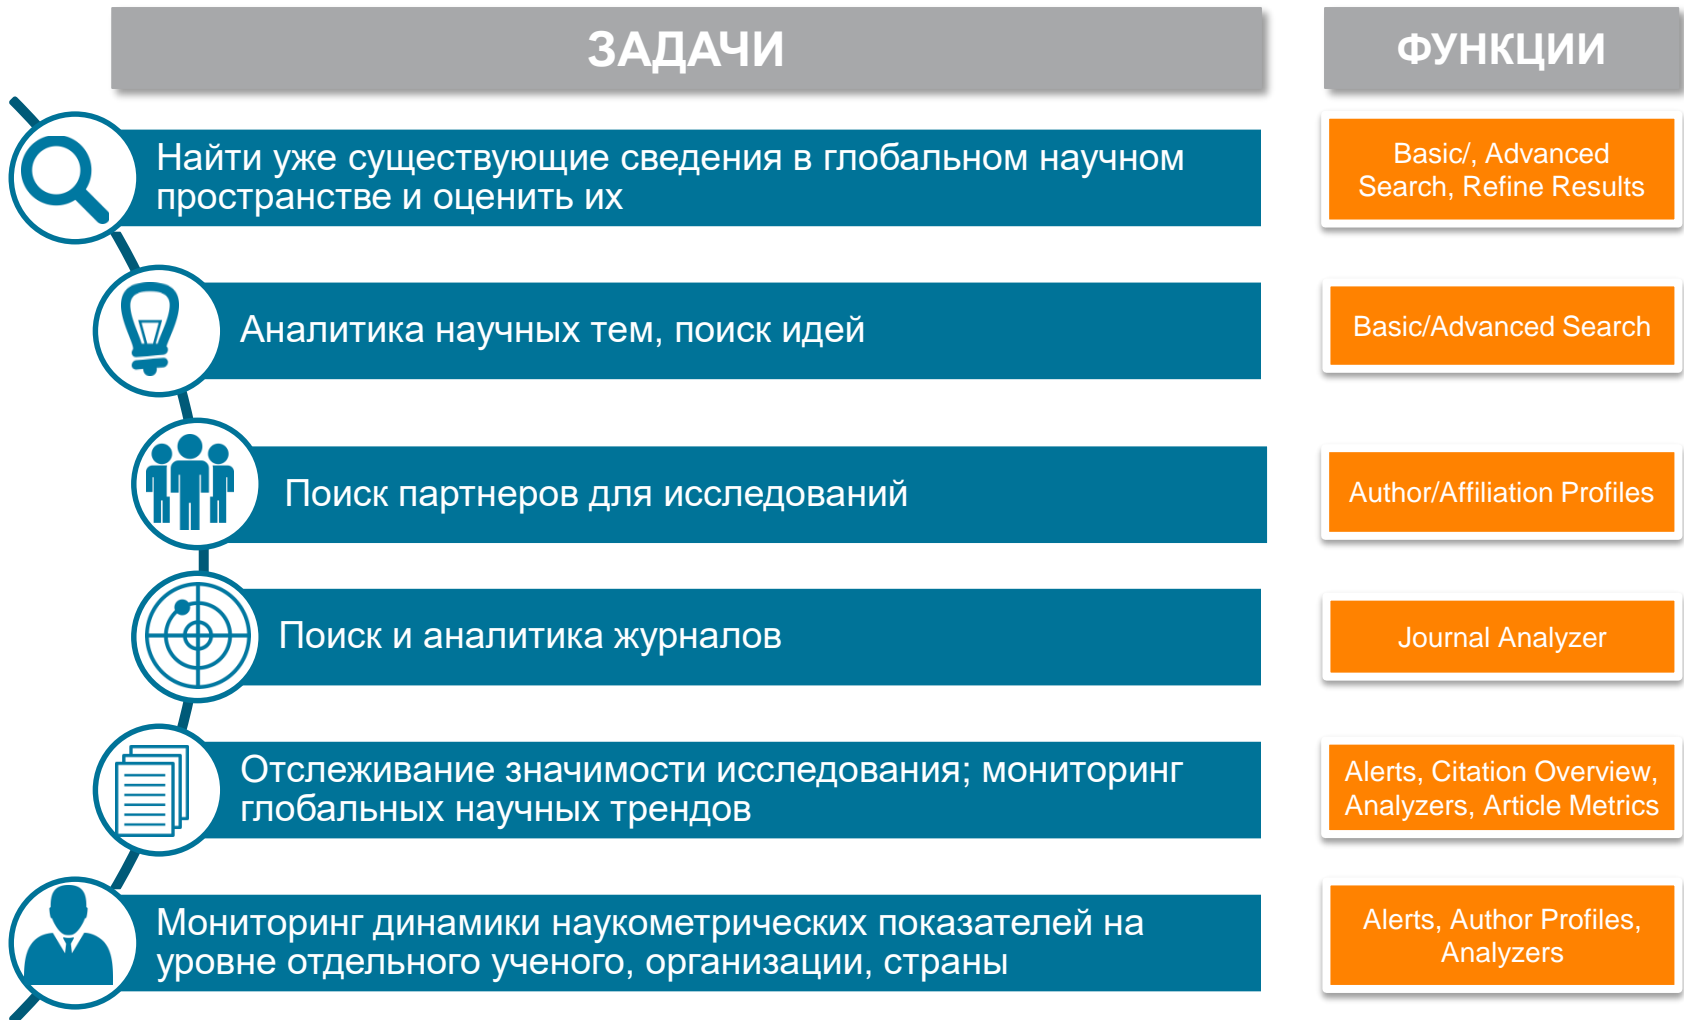 ЗАДАЧИ
ФУНКЦИИ
Найти уже существующие сведения в глобальном научном
пространстве и оценить их
Basic/, Advanced
Search, Refine Results
Аналитика научных тем, поиск идей
Basic/Advanced Search
Поиск партнеров для исследований
Author/Affiliation Profiles
Поиск и аналитика журналов
Journal Analyzer
Отслеживание значимости исследования; мониторинг
глобальных научных трендов
Alerts, Citation Overview,
Analyzers, Article Metrics
Мониторинг динамики наукометрических показателей на
уровне отдельного ученого, организации, страны
Alerts, Author Profiles,
Analyzers